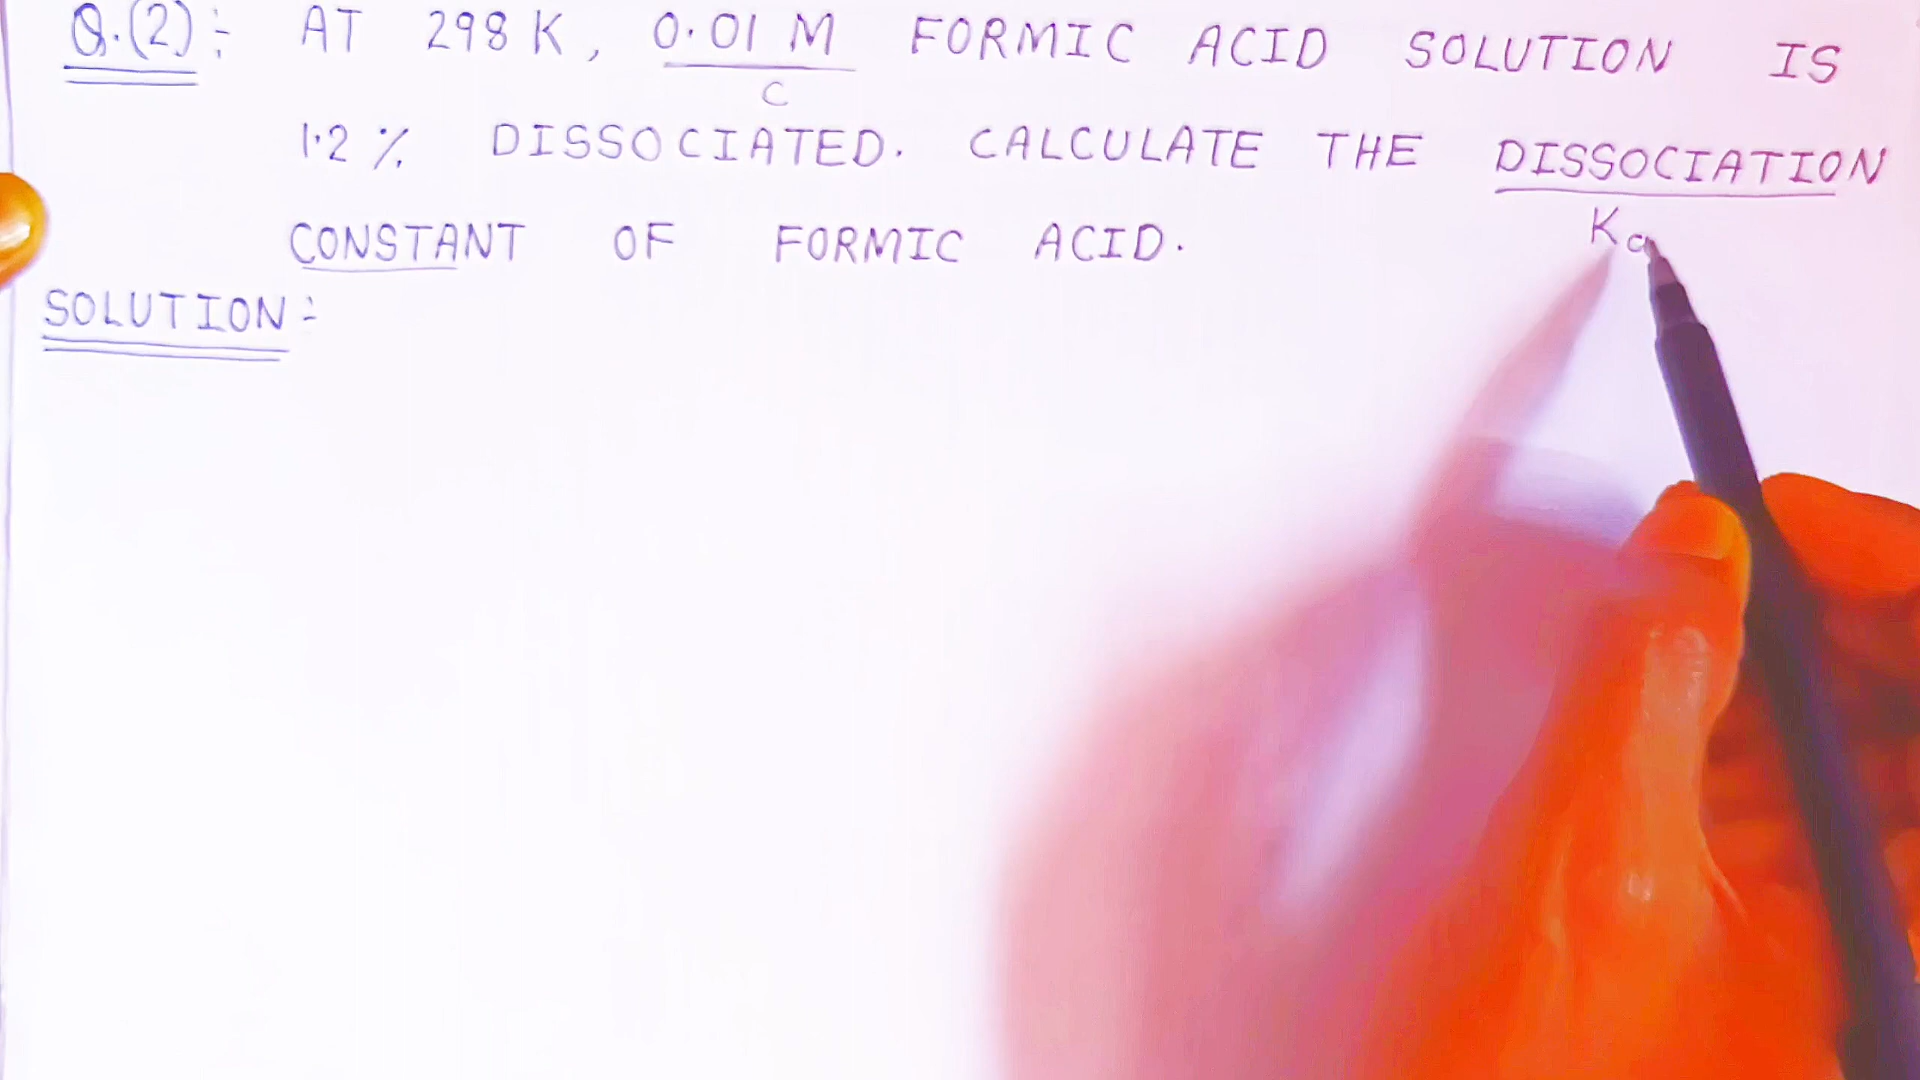 Q.(2):- AT 298 K, 0.01 M FORMIC ACID SOLUTION IS
C
1.2 % DISSOCIATED. CALCULATE THE DISSOCIATION
Ka
CONSTANT OF FORMIC ACID.
SOLUTION:-